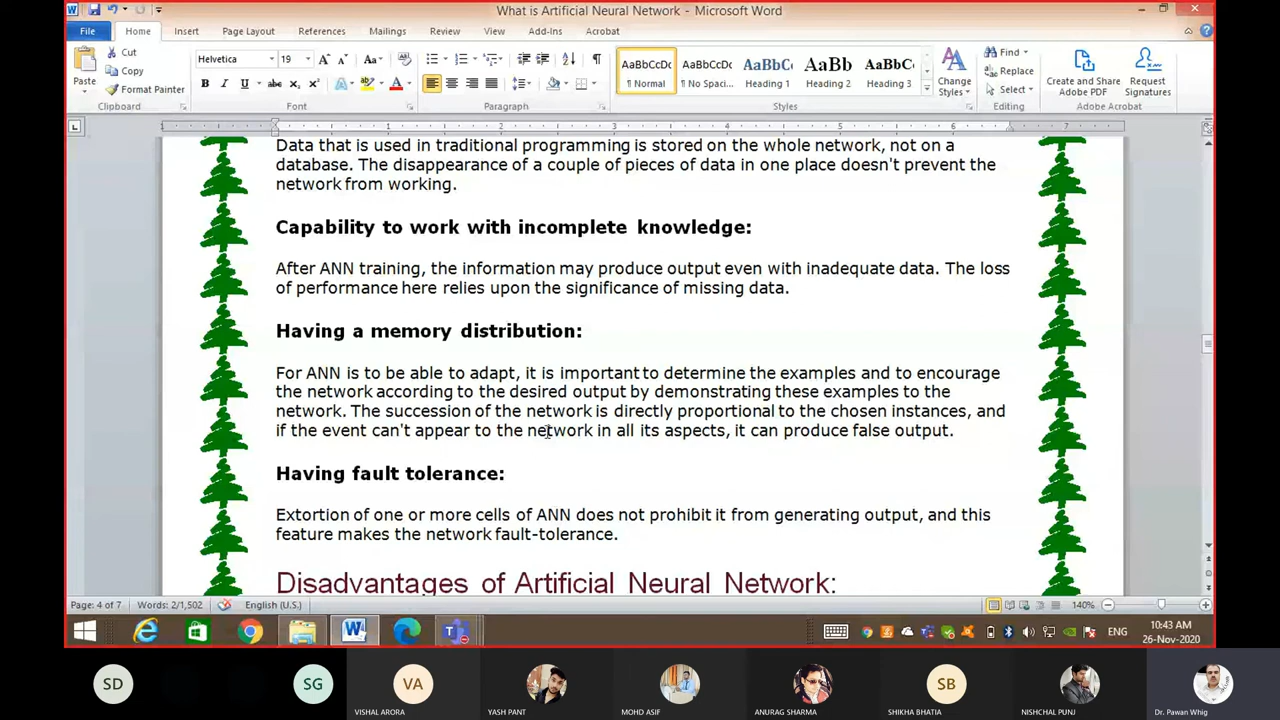 What is Artificial Neural Network - Microsoft Word
File Home Insert Page Layout References Mailings Review View Add-Ins Acrobat
Cut
Copy
Format Painter
Paste
Helvetica 19
Clipboard
Font
Paragraph
AaBbCcDc AaBbCcDc AaBbCc AaBb AaBbCc
¶ Normal ¶ No Spaci... Heading 1 Heading 2 Heading 3
Change Styles
Styles
Find
Replace
Select
Editing
Create and Share Adobe PDF
Request Signatures
Adobe Acrobat
1 1 2 3 4 5 6 7
Data that is used in traditional programming is stored on the whole network, not on a
database. The disappearance of a couple of pieces of data in one place doesn't prevent the
network from working.
Capability to work with incomplete knowledge:
After ANN training, the information may produce output even with inadequate data. The loss
of performance here relies upon the significance of missing data.
Having a memory distribution:
For ANN is to be able to adapt, it is important to determine the examples and to encourage
the network according to the desired output by demonstrating these examples to the
network. The succession of the network is directly proportional to the chosen instances, and
if the event can't appear to the network in all its aspects, it can produce false output.
Having fault tolerance:
Extortion of one or more cells of ANN does not prohibit it from generating output, and this
feature makes the network fault-tolerance.
Disadvantages of Artificial Neural Network:
Page: 4 of 7 Words: 2/1,502 English (U.S.) 140%
ENG
10:43 AM
26-Nov-2020
SD SG VA SB
VISHAL ARORA YASH PANT MOHD ASIF ANURAG SHARMA SHIKHA BHATIA NISHCHAL PUNJ Dr. Pawan Whig